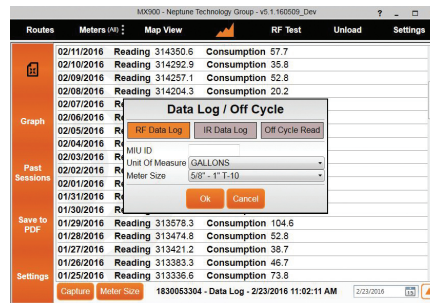 MX900 - Neptune Technology Group - v5.1.160509_Dev ? _
Routes Meters (All) Map View RF Test Unload Settings
02/11/2016 Reading 314350.6 Consumption 57.7
02/10/2016 Reading 314292.9 Consumption 35.8
02/09/2016 Reading 314257.1 Consumption 52.8
02/08/2016 Reading 314204.3 Consumption 20.2
02/07/2016
02/06/2016
02/05/2016
02/04/2016
02/03/2016
02/02/2016
02/01/2016
01/31/2016
01/30/2016
01/29/2016 Reading 313578.3 Consumption 104.6
01/28/2016 Reading 313474.8 Consumption 52.8
01/27/2016 Reading 313421.2 Consumption 38.7
01/26/2016 Reading 313383.3 Consumption 46.7
01/25/2016 Reading 313336.6 Consumption 73.8
Graph
Past
Sessions
Save to
PDF
Settings
Data Log / Off Cycle
RF Data Log IR Data Log Off Cycle Read
MIU ID
Unit Of Measure GALLONS
Meter Size 5/8" - 1" T-10
Ok Cancel
Capture Meter Size 1830053304 - Data Log - 2/23/2016 11:02:11 AM 2/23/2016 15